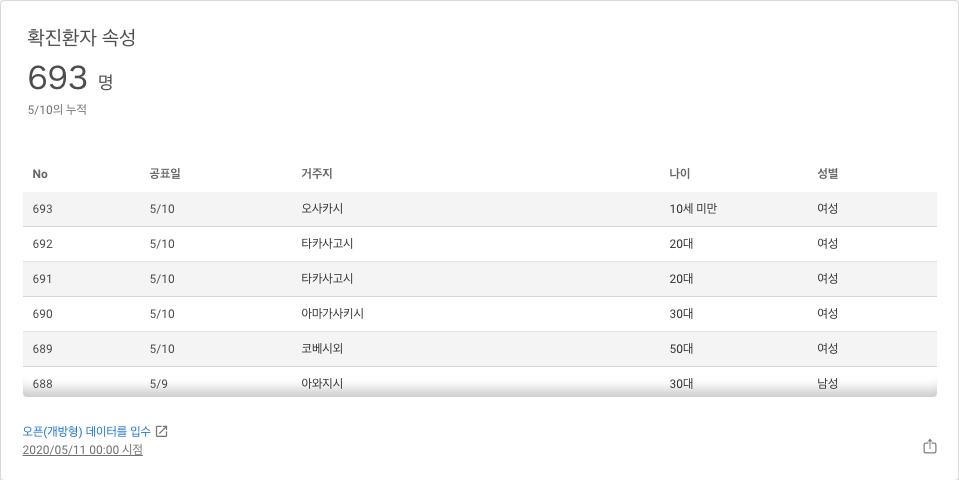 확진환자 속성
693 명
5/10의 누적
No 공표일 거주지 나이 성별
693 5/10 오사카시 10세 미만 여성
692 5/10 타카사고시 20대 여성
691 5/10 타카사고시 20대 여성
690 5/10 아마가사키시 30대 여성
689 5/10 코베시외 50대 여성
688 5/9 아와지시 30대 남성
오픈(개방형) 데이터를 입수
2020/05/11 00:00 시점